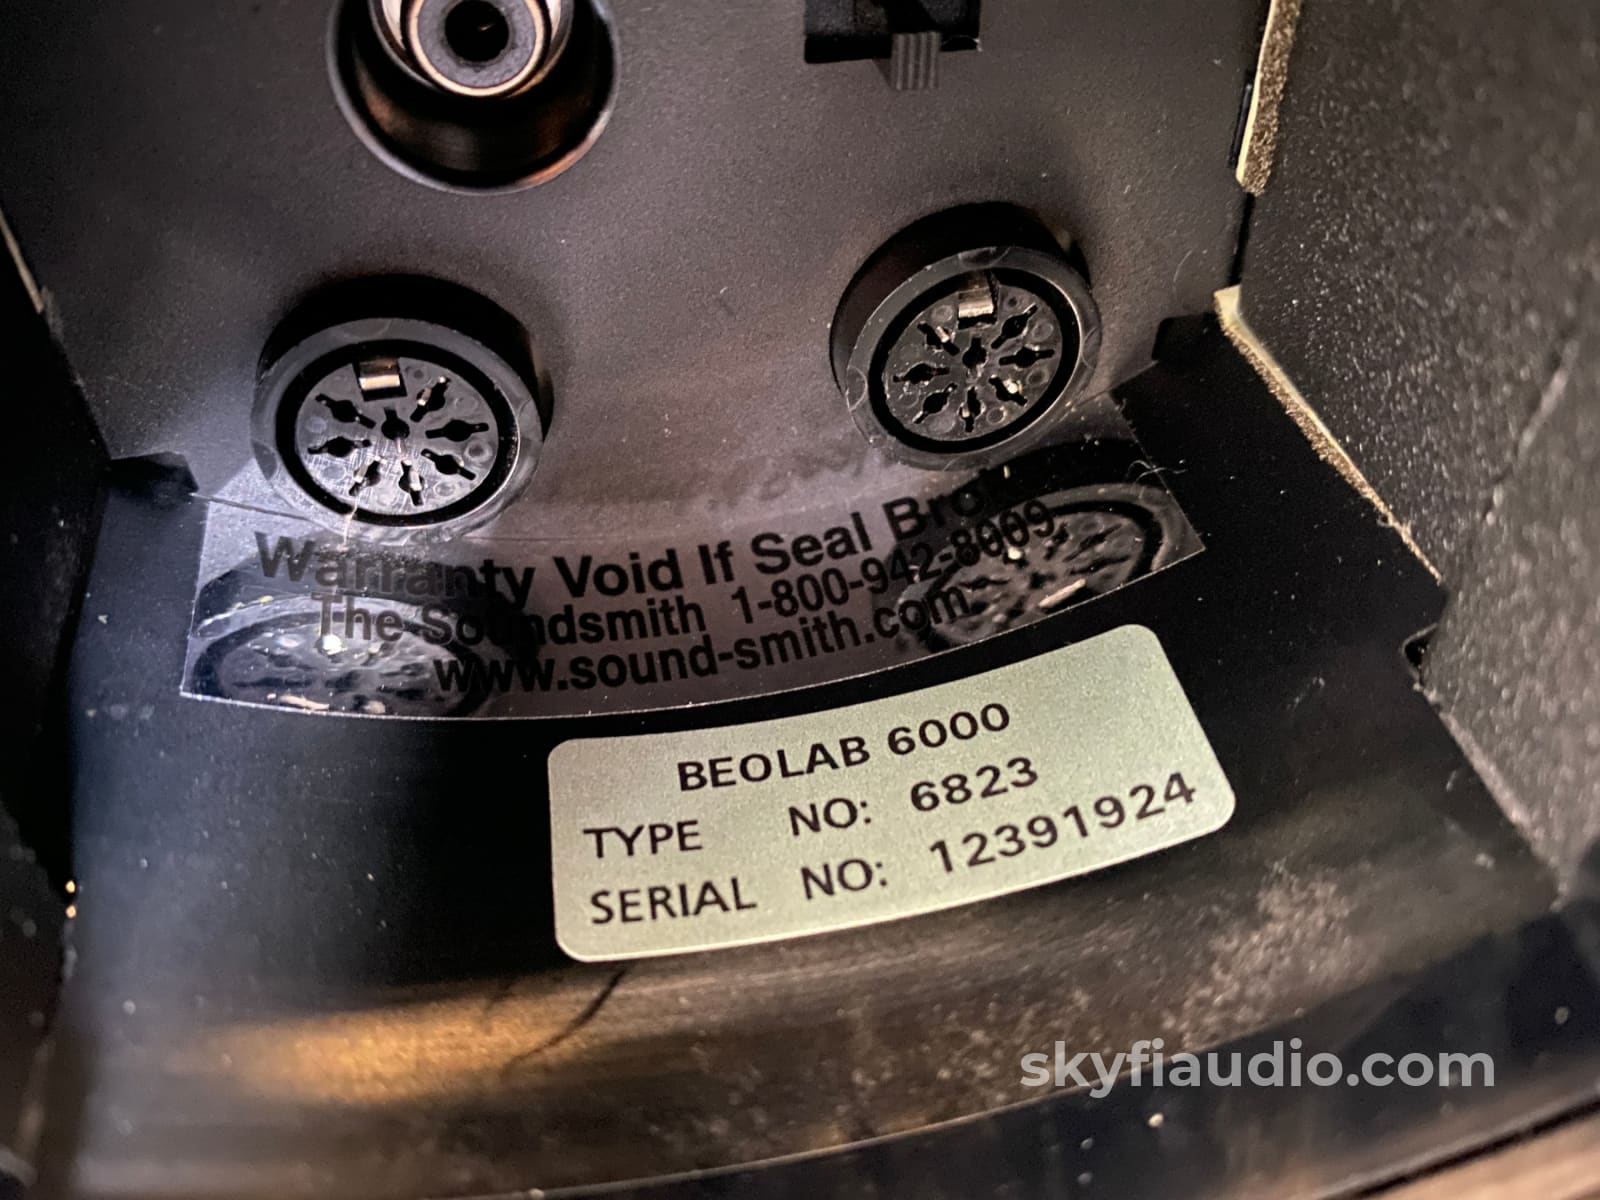 Warranty Void If Seal Broken
The Soundsmith 1-800-942-8009
www.sound-smith.com
BEOLAB 6000
TYPE NO: 6823
SERIAL NO: 12391924
skyfiaudio.com